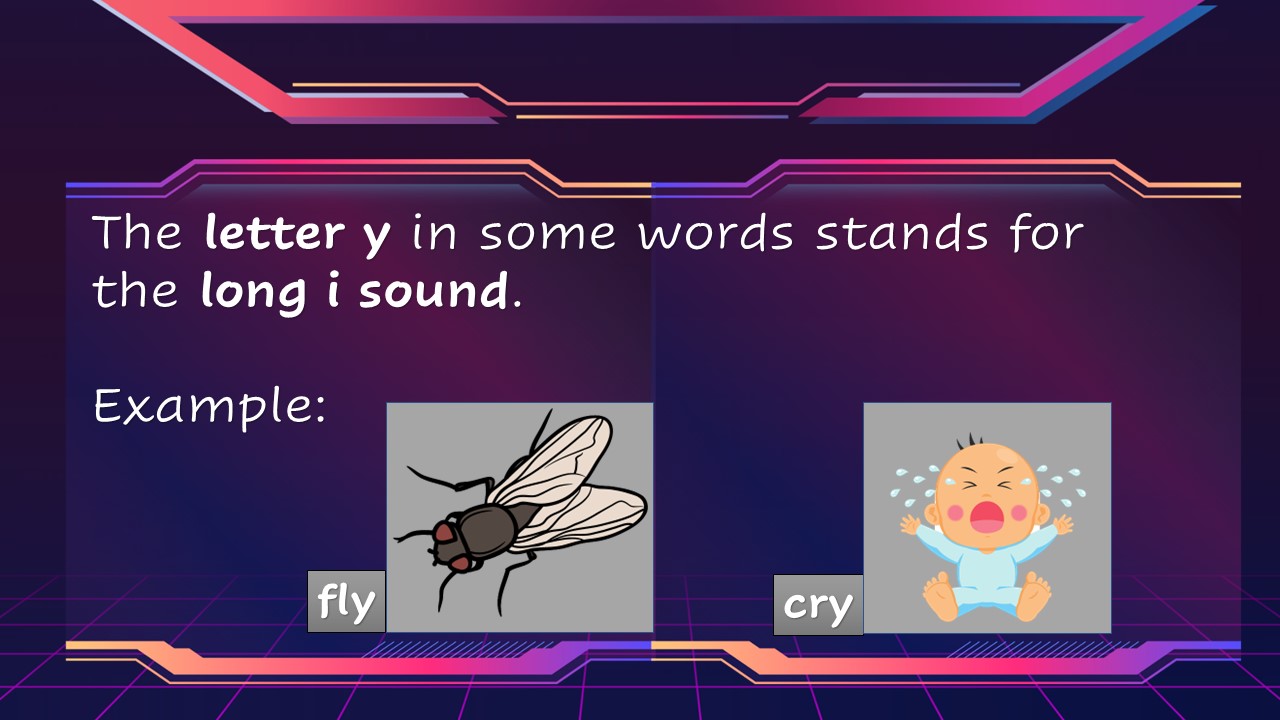 The letter y in some words stands for
the long i sound.
Example:
fly
cry